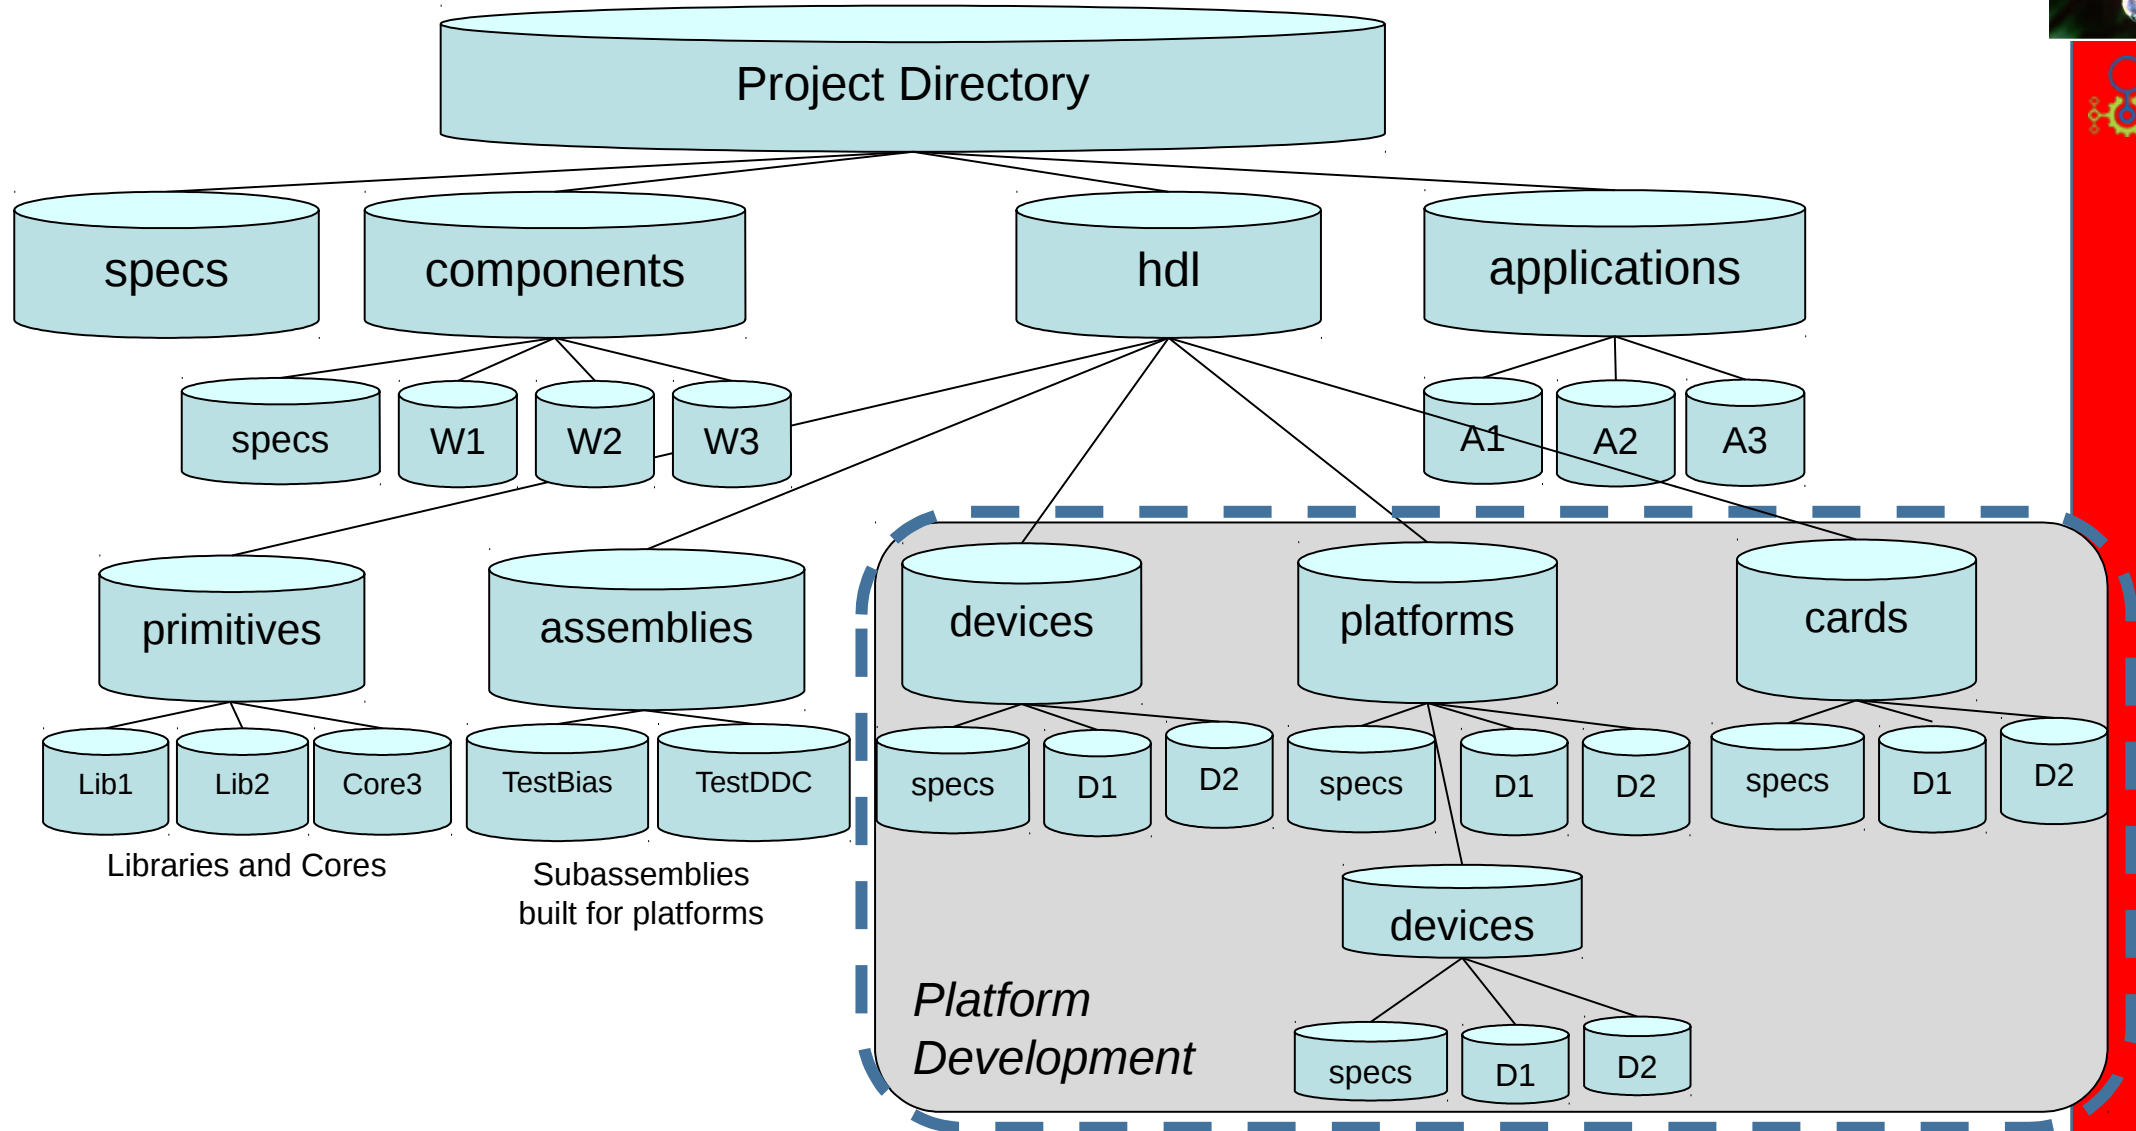 Project Directory
specs
components
hdl
applications
specs
W1
W2
W3
A1
A2
A3
primitives
assemblies
devices
platforms
cards
Lib1
Lib2
Core3
TestBias
TestDDC
specs
D1
D2
specs
D1
D2
specs
D1
D2
Libraries and Cores
Subassemblies
built for platforms
devices
Platform
Development
specs
D1
D2